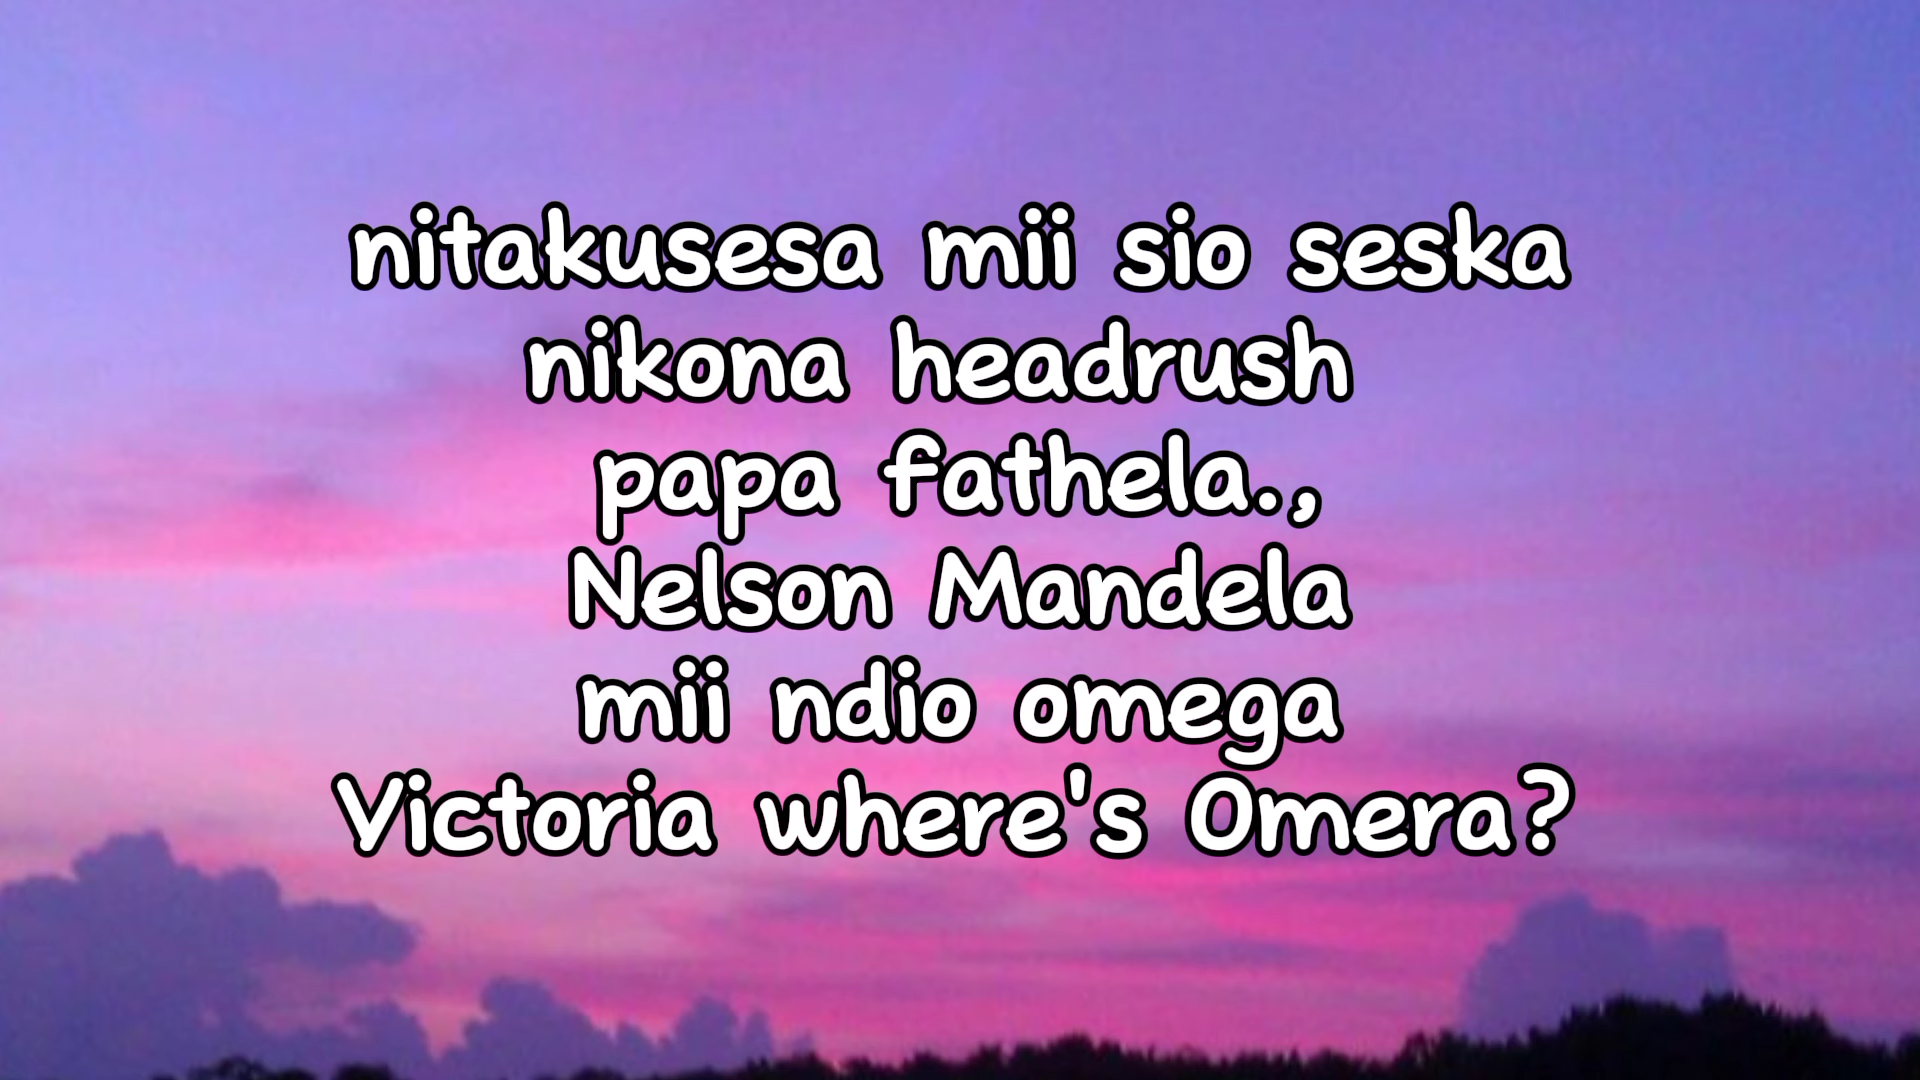 nitakusesa mii sio seska
nikona headrush
papa fathela.,
Nelson Mandela
mii ndio omega
Victoria where's Omera?